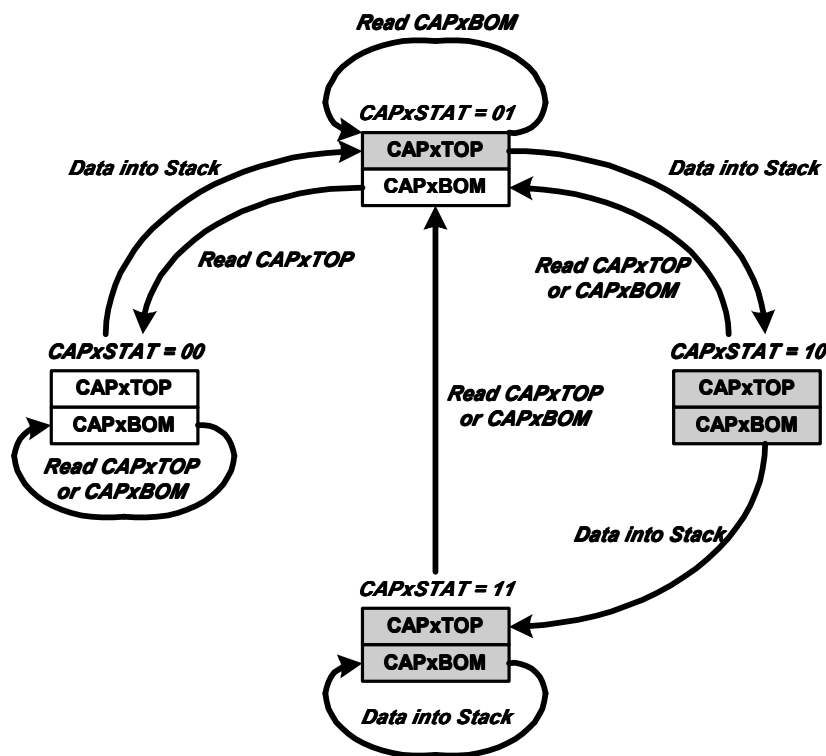 Read CAPxBOM
CAPxSTAT = 01
CAPxTOP
CAPxBOM
Data into Stack
Data into Stack
Read CAPxTOP
Read CAPxTOP
or CAPxBOM
CAPxSTAT = 00
CAPxTOP
CAPxBOM
Read CAPxTOP
or CAPxBOM
CAPxSTAT = 10
CAPxTOP
CAPxBOM
Read CAPxTOP
or CAPxBOM
Data into Stack
CAPxSTAT = 11
CAPxTOP
CAPxBOM
Data into Stack